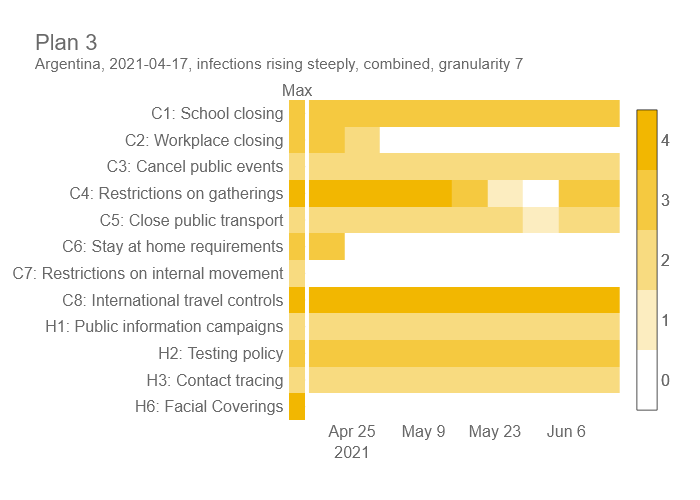 Plan 3
Argentina, 2021-04-17, infections rising steeply, combined, granularity 7
Max
C1: School closing
C2: Workplace closing
C3: Cancel public events
C4: Restrictions on gatherings
C5: Close public transport
C6: Stay at home requirements
C7: Restrictions on internal movement
C8: International travel controls
H1: Public information campaigns
H2: Testing policy
H3: Contact tracing
H6: Facial Coverings
Apr 25 May 9 May 23 Jun 6
2021
4
3
2
1
0